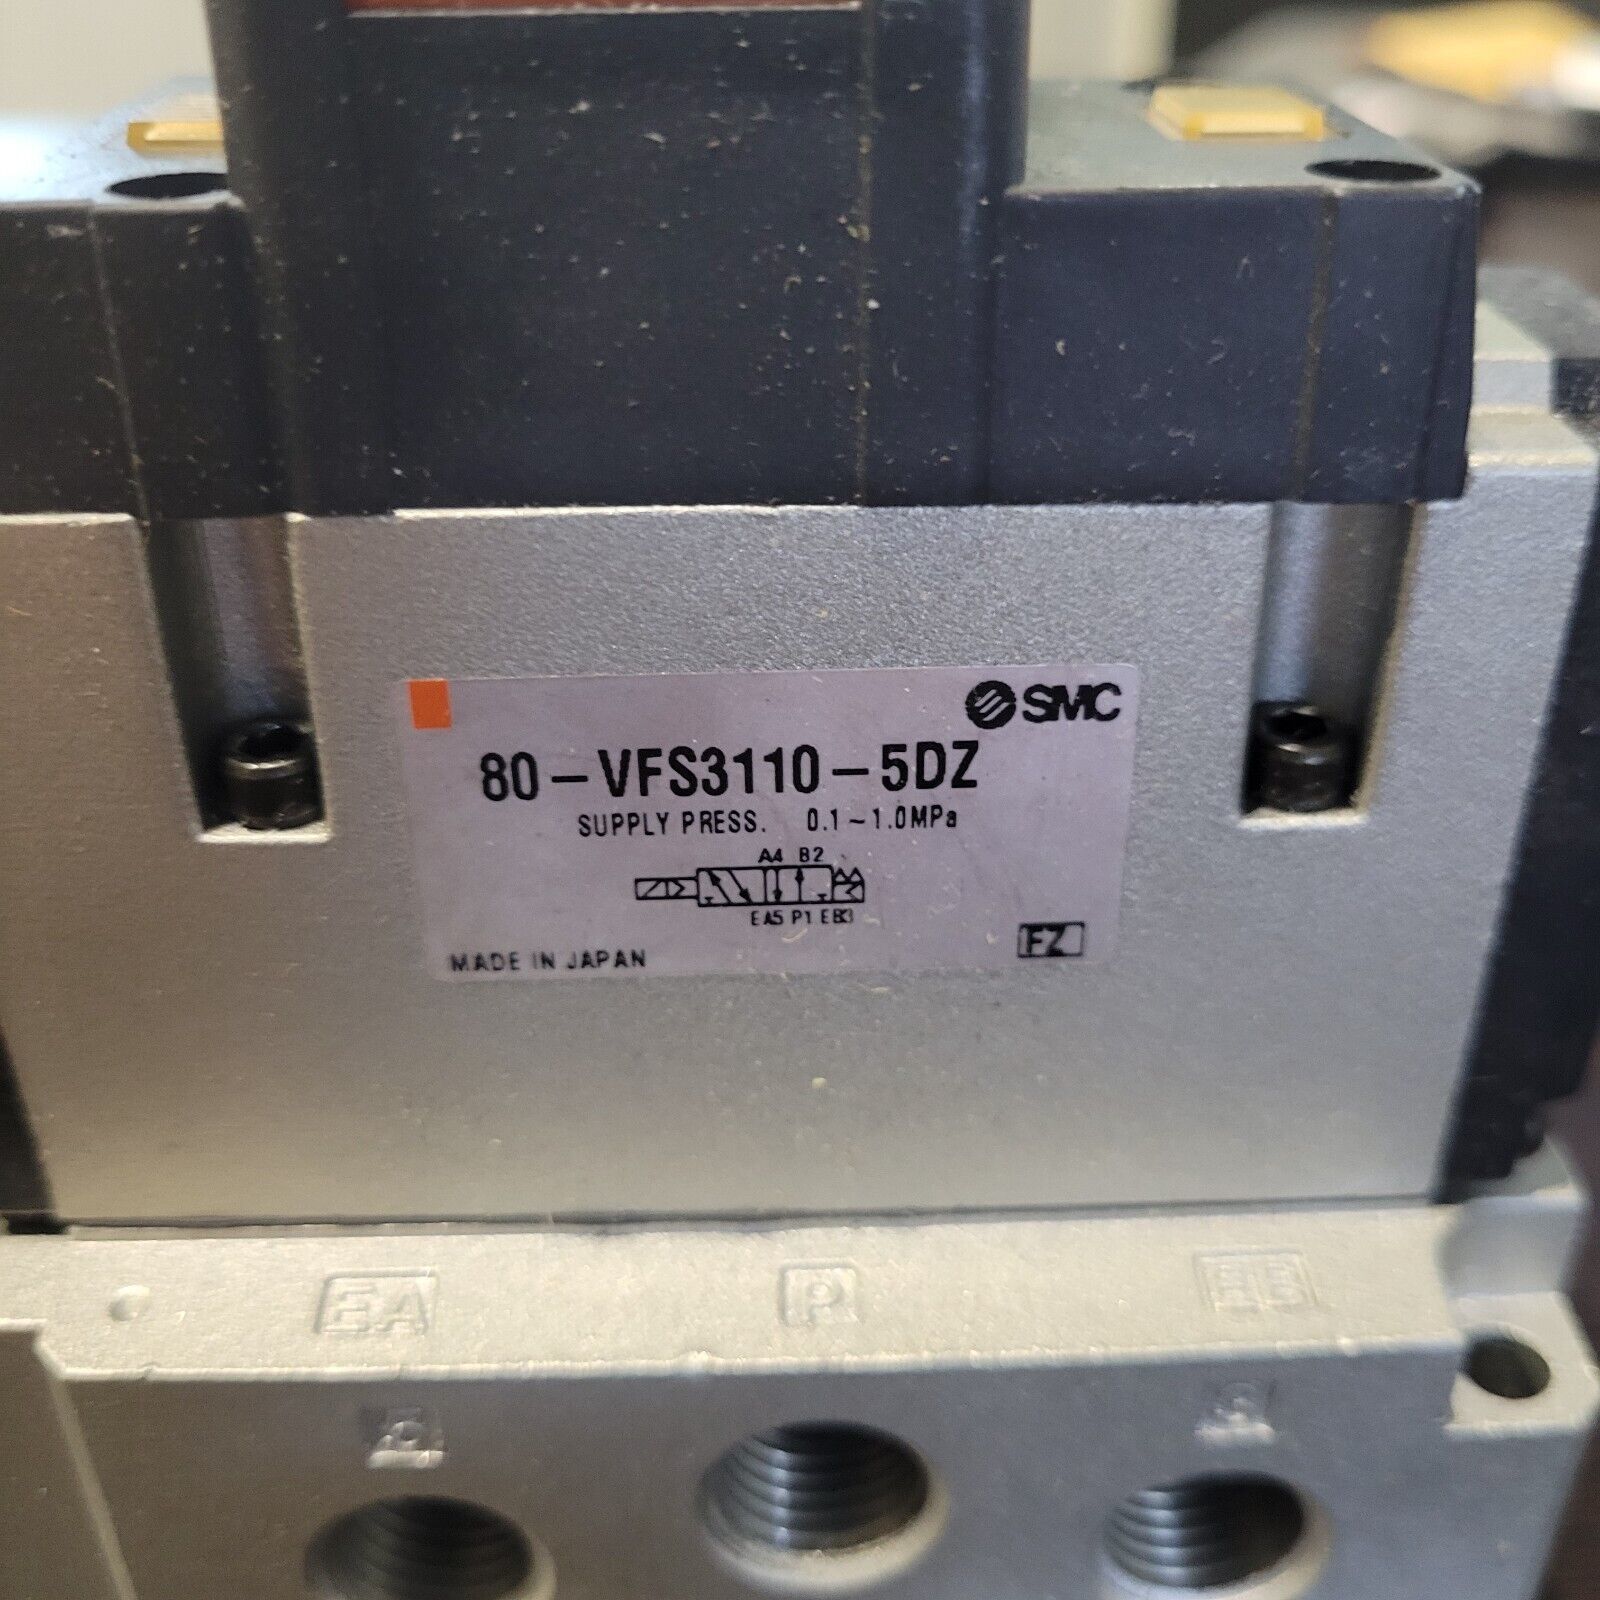 SMC
80-VFS3110-5DZ
SUPPLY PRESS. 0.1~1.0MPa
A4 B2
EA5 P1 EB3
FZ
MADE IN JAPAN
EA P EB